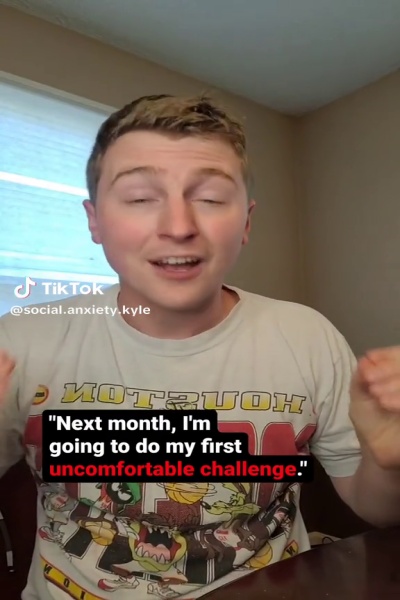 TikTok
@social.anxiety.kyle
HOUSTON
"Next month, I'm
going to do my first
uncomfortable challenge."